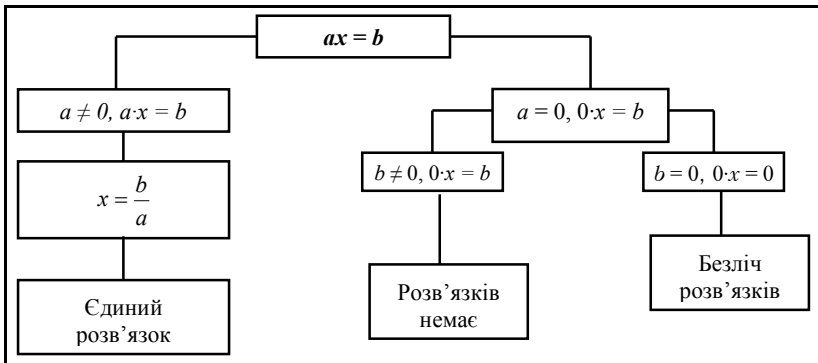 ax = b
a ≠ 0, a·x = b
a = 0, 0·x = b
x = b/a
b ≠ 0, 0·x = b
b = 0, 0·x = 0
Єдиний
розв’язок
Розв’язків
немає
Безліч
розв’язків